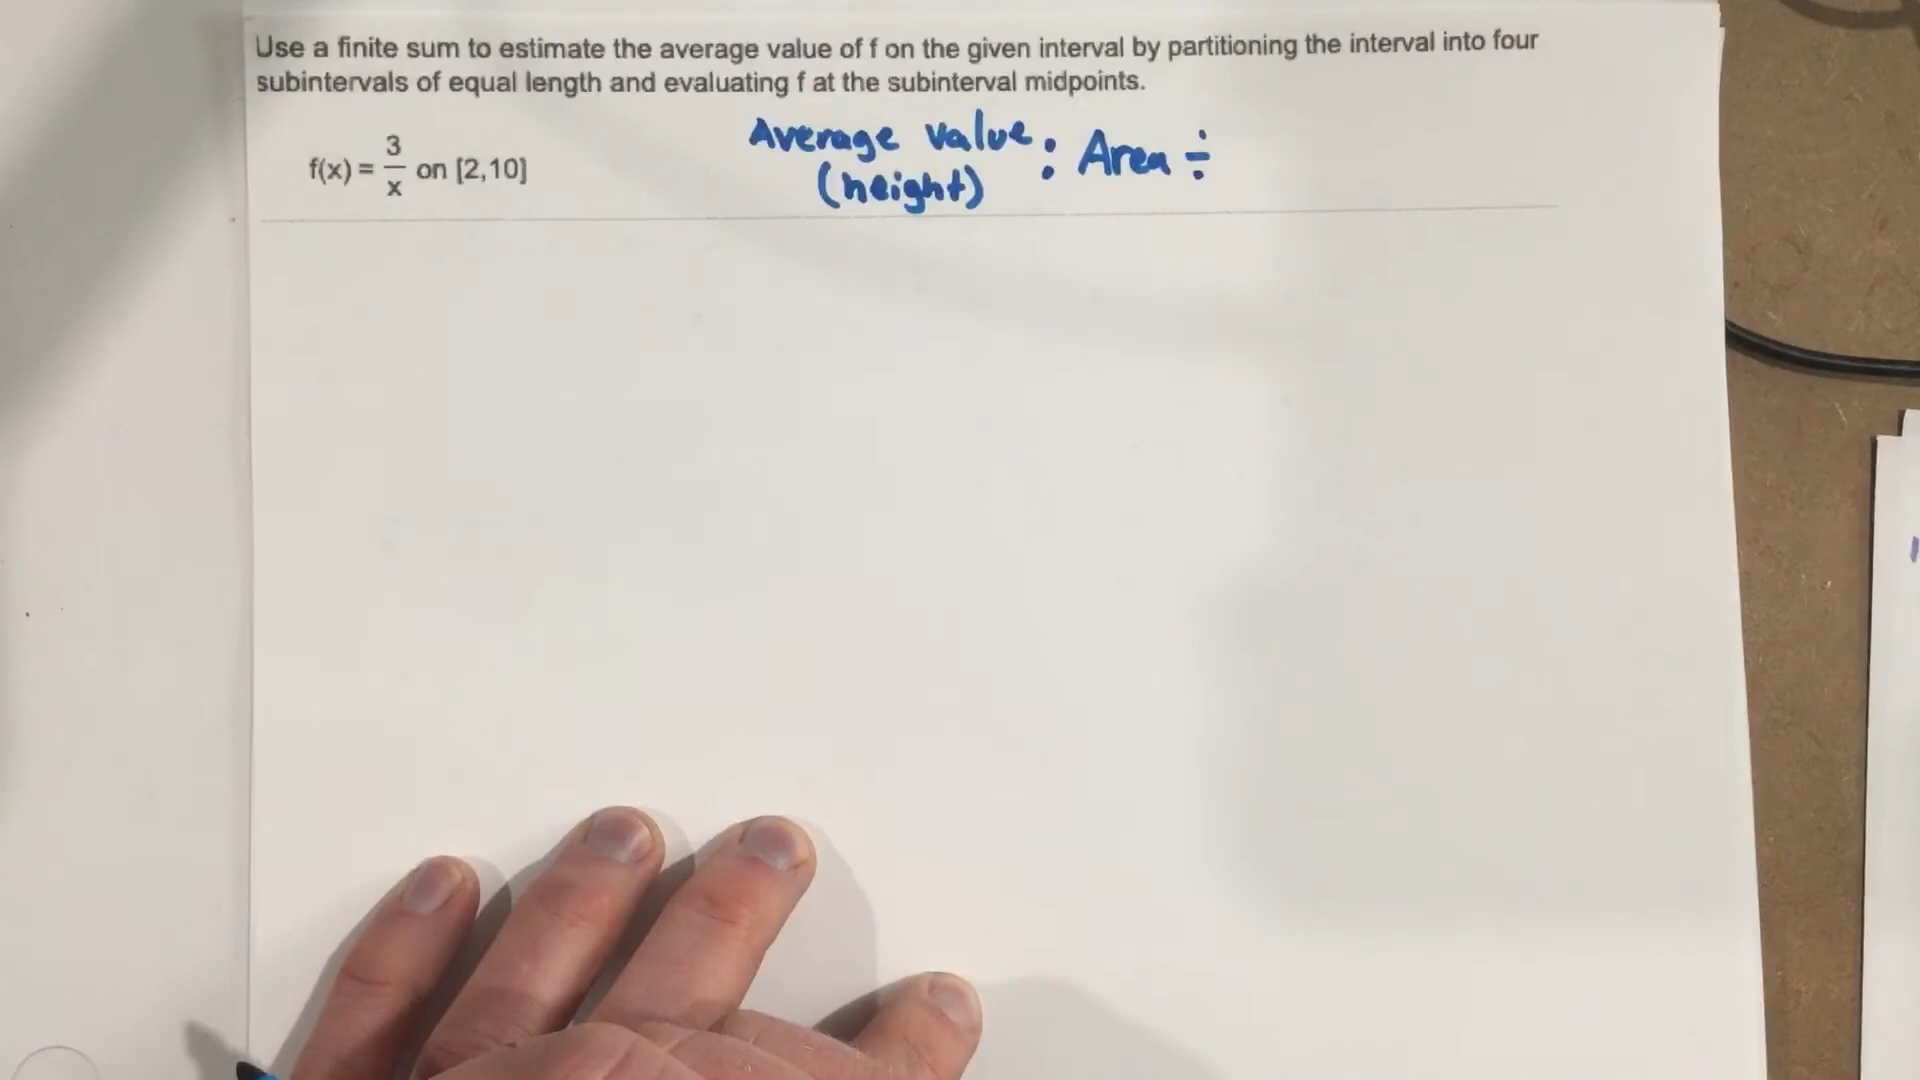 Use a finite sum to estimate the average value of f on the given interval by partitioning the interval into four
subintervals of equal length and evaluating f at the subinterval midpoints.
f(x) = 3/x on [2,10]
Average value : Area ÷
(height)